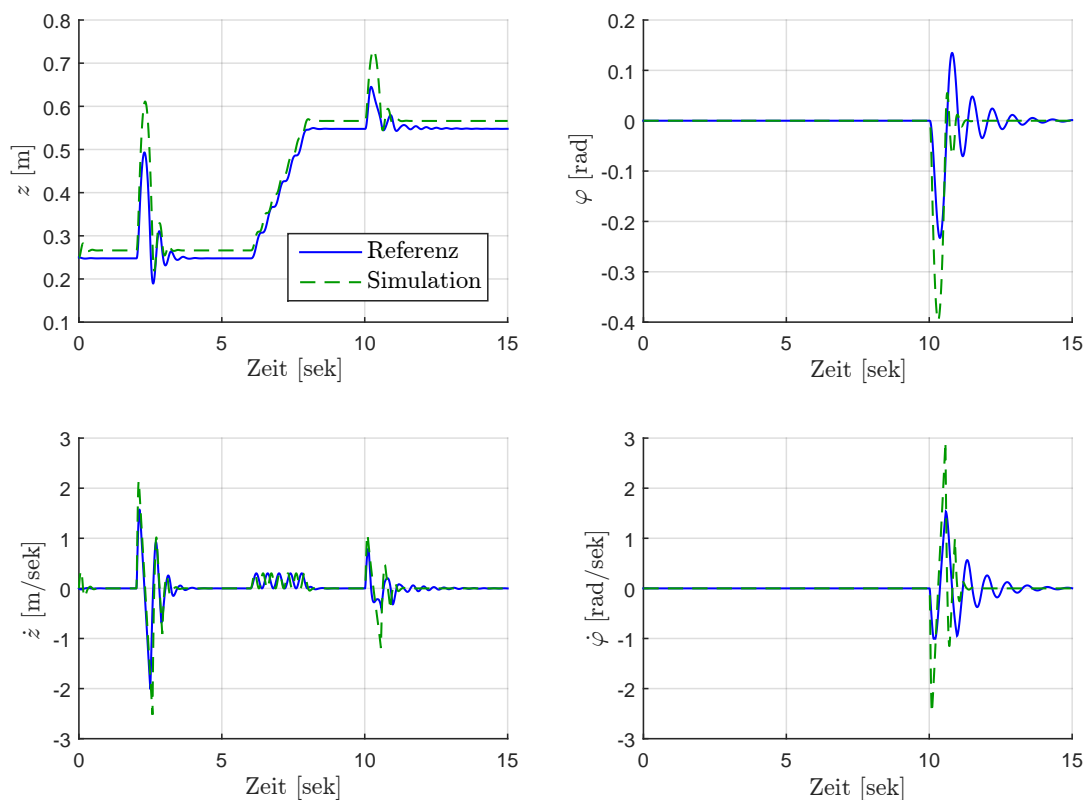 z [m]
0.8
0.7
0.6
0.5
0.4
0.3
0.2
0.1
0 5 10 15
Zeit [sek]
Referenz
Simulation
φ [rad]
0.2
0.1
0
-0.1
-0.2
-0.3
-0.4
0 5 10 15
Zeit [sek]
ż [m/sek]
3
2
1
0
-1
-2
-3
0 5 10 15
Zeit [sek]
φ̇ [rad/sek]
3
2
1
0
-1
-2
-3
0 5 10 15
Zeit [sek]